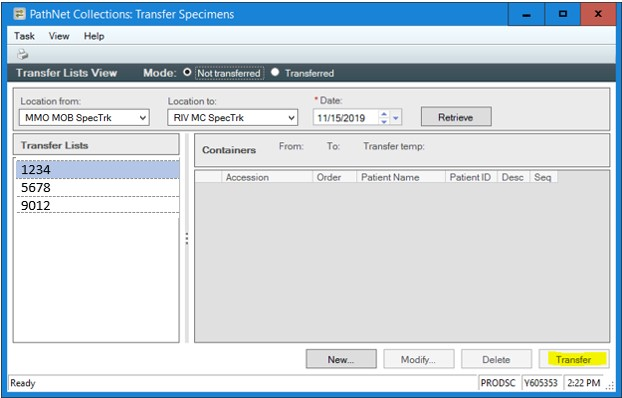 PathNet Collections: Transfer Specimens
Task View Help
Transfer Lists View Mode: Not transferred Transferred
Location from: Location to: * Date:
MMO MOB SpecTrk RIV MC SpecTrk 11/15/2019 Retrieve
Transfer Lists Containers From: To: Transfer temp:
1234
5678
9012
Accession Order Patient Name Patient ID Desc Seq
New... Modify... Delete Transfer
Ready PRODSC Y605353 2:22 PM